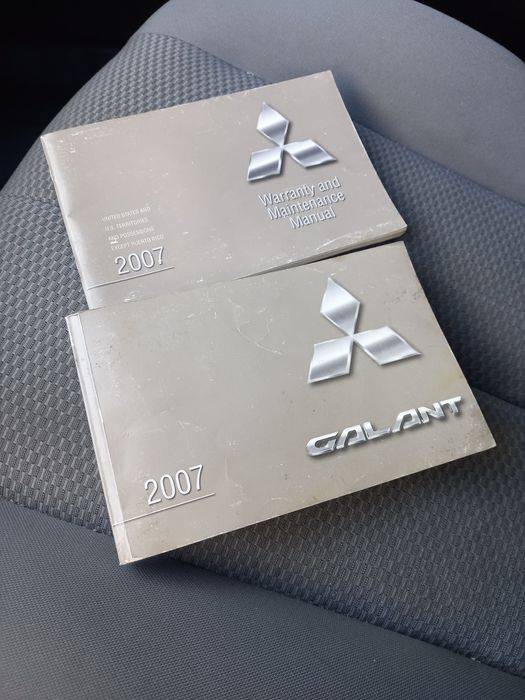 Warranty and
Maintenance
Manual
UNITED STATES AND
U.S. TERRITORIES
AND POSSESSIONS
EXCEPT PUERTO RICO
2007
GALANT
2007